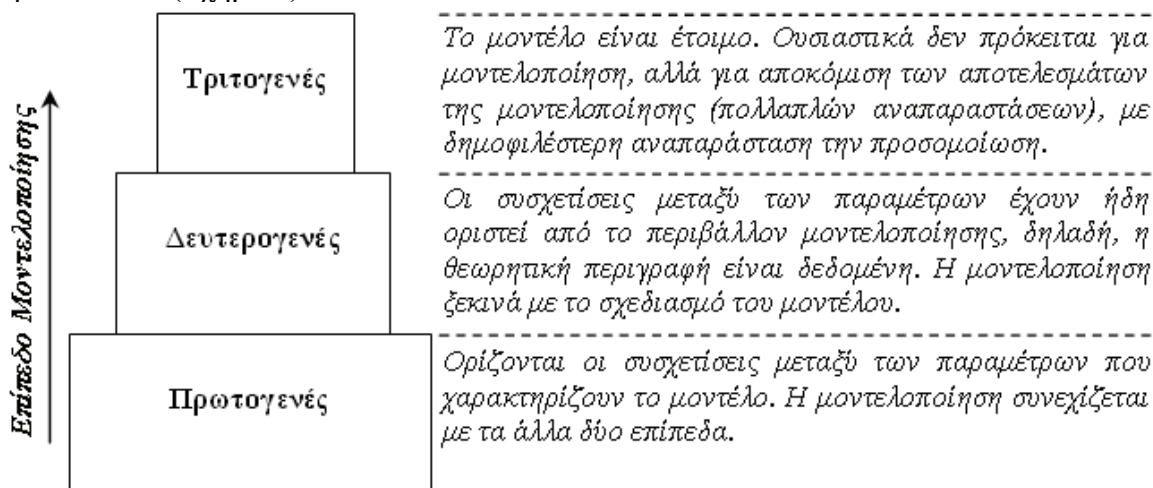 Το μοντέλο είναι έτοιμο. Ουσιαστικά δεν πρόκειται για
μοντελοποίηση, αλλά για αποκόμιση των αποτελεσμάτων
της μοντελοποίησης (πολλαπλών αναπαραστάσεων), με
δημοφιλέστερη αναπαράσταση την προσομοίωση.
Τριτογενές
Οι συσχετίσεις μεταξύ των παραμέτρων έχουν ήδη
οριστεί από το περιβάλλον μοντελοποίησης, δηλαδή, η
θεωρητική περιγραφή είναι δεδομένη. Η μοντελοποίηση
ξεκινά με το σχεδιασμό του μοντέλου.
Δευτερογενές
Ορίζονται οι συσχετίσεις μεταξύ των παραμέτρων που
χαρακτηρίζουν το μοντέλο. Η μοντελοποίηση συνεχίζεται
με τα άλλα δύο επίπεδα.
Πρωτογενές
Επίπεδο Μοντελοποίησης